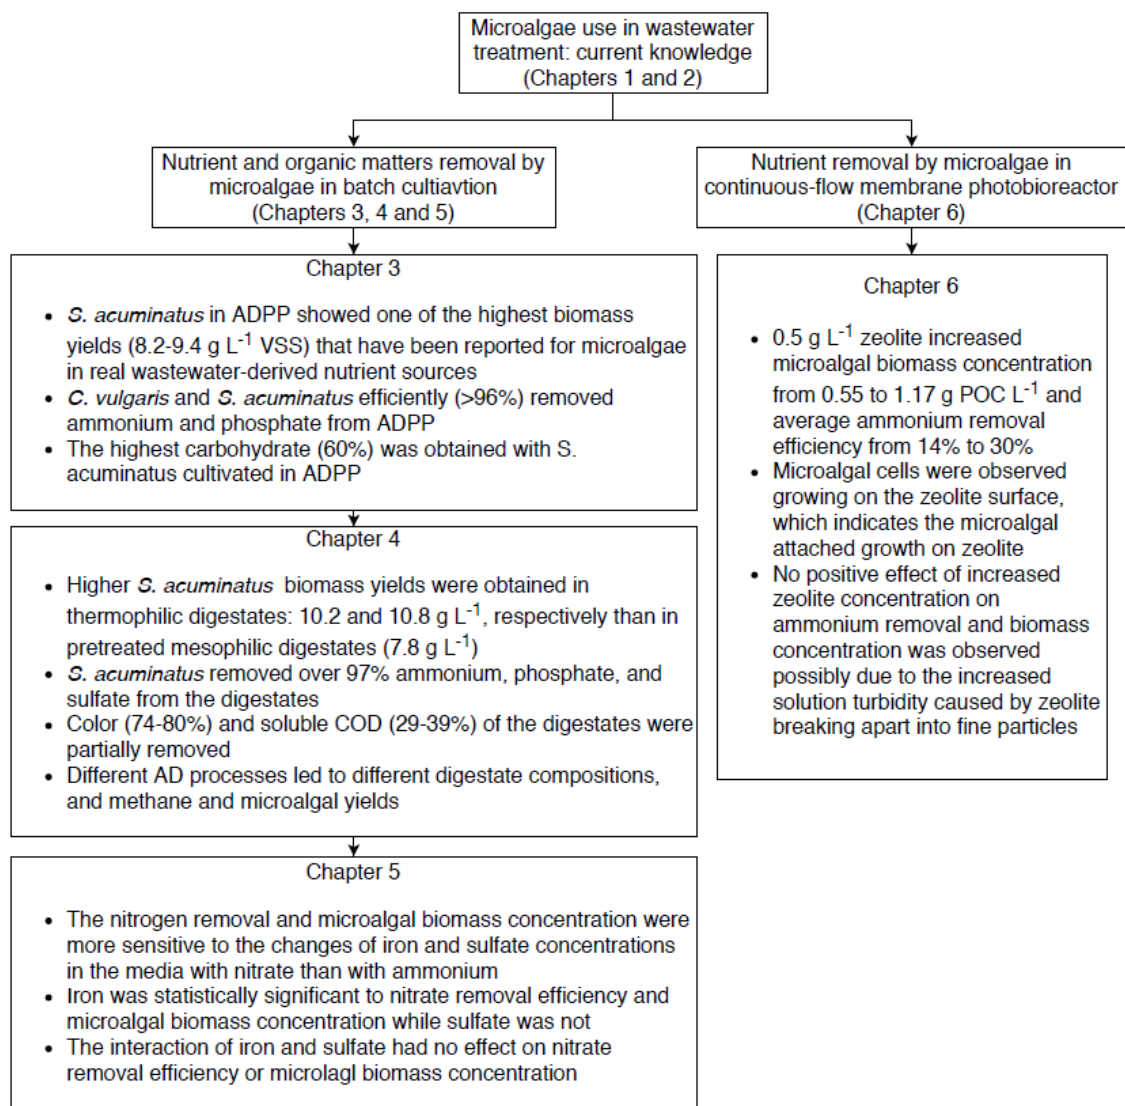 Microalgae use in wastewater
treatment: current knowledge
(Chapters 1 and 2)
Nutrient and organic matters removal by
microalgae in batch cultiavtion
(Chapters 3, 4 and 5)
Nutrient removal by microalgae in
continuous-flow membrane photobioreactor
(Chapter 6)
Chapter 3
• S. acuminatus in ADPP showed one of the highest biomass
yields (8.2-9.4 g L⁻¹ VSS) that have been reported for microalgae
in real wastewater-derived nutrient sources
• C. vulgaris and S. acuminatus efficiently (>96%) removed
ammonium and phosphate from ADPP
• The highest carbohydrate (60%) was obtained with S.
acuminatus cultivated in ADPP
Chapter 4
• Higher S. acuminatus biomass yields were obtained in
thermophilic digestates: 10.2 and 10.8 g L⁻¹, respectively than in
pretreated mesophilic digestates (7.8 g L⁻¹)
• S. acuminatus removed over 97% ammonium, phosphate, and
sulfate from the digestates
• Color (74-80%) and soluble COD (29-39%) of the digestates were
partially removed
• Different AD processes led to different digestate compositions,
and methane and microalgal yields
Chapter 5
• The nitrogen removal and microalgal biomass concentration were
more sensitive to the changes of iron and sulfate concentrations
in the media with nitrate than with ammonium
• Iron was statistically significant to nitrate removal efficiency and
microalgal biomass concentration while sulfate was not
• The interaction of iron and sulfate had no effect on nitrate
removal efficiency or microlagl biomass concentration
Chapter 6
• 0.5 g L⁻¹ zeolite increased
microalgal biomass concentration
from 0.55 to 1.17 g POC L⁻¹ and
average ammonium removal
efficiency from 14% to 30%
• Microalgal cells were observed
growing on the zeolite surface,
which indicates the microalgal
attached growth on zeolite
• No positive effect of increased
zeolite concentration on
ammonium removal and biomass
concentration was observed
possibly due to the increased
solution turbidity caused by zeolite
breaking apart into fine particles